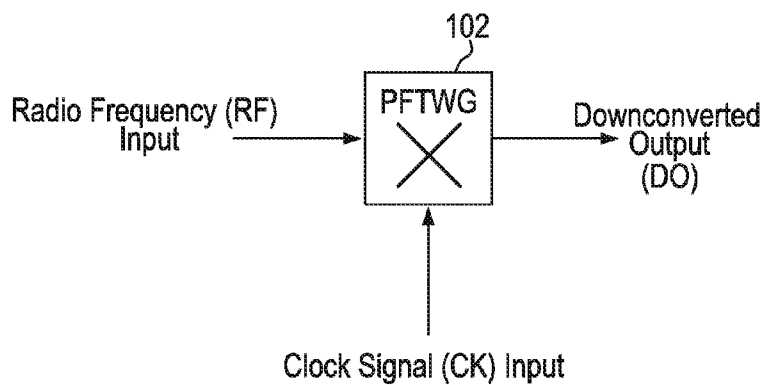 102
PFTWG
Radio Frequency (RF)
Input
Downconverted
Output
(DO)
Clock Signal (CK) Input